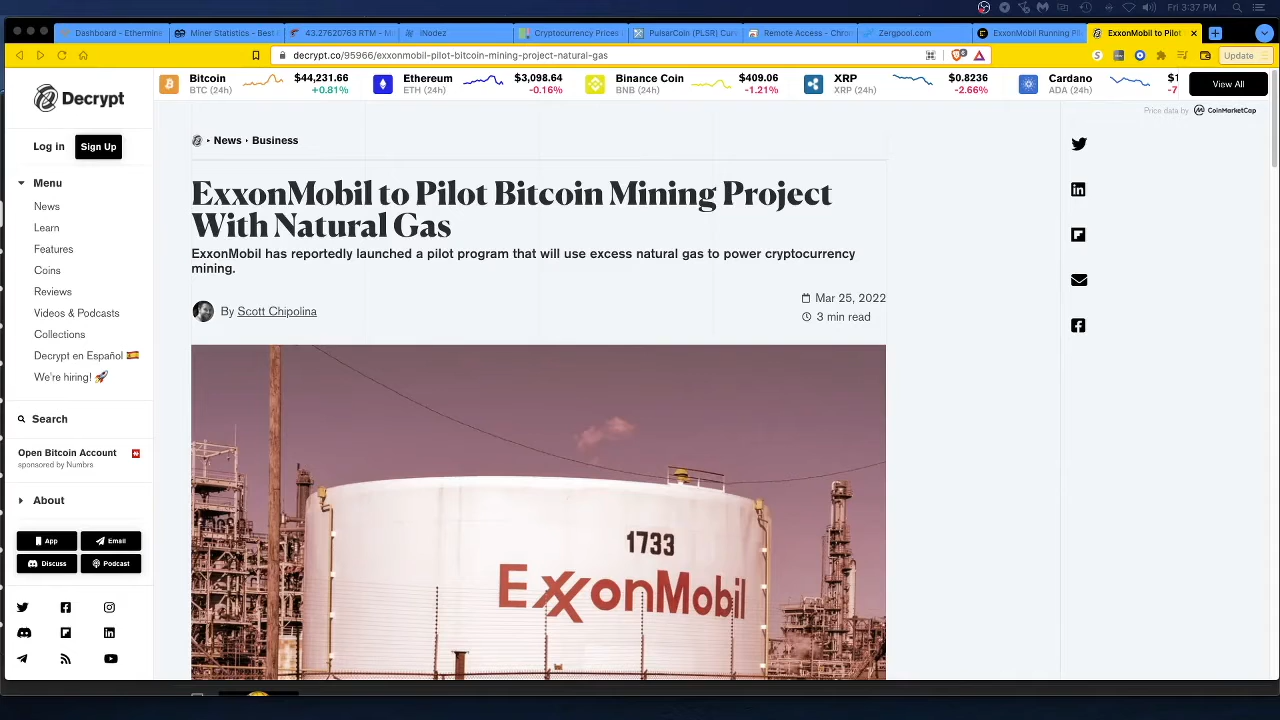 Fri 3:37 PM
Dashboard - Ethermine
Miner Statistics - Best
43.27620763 RTM - M
iNodez
Cryptocurrency Prices
PulsarCoin (PLSR) Cur
Remote Access - Chro
Zergpool.com
ExxonMobil Running Pil
ExxonMobil to Pilot
decrypt.co/95966/exxonmobil-pilot-bitcoin-mining-project-natural-gas
Update
Decrypt
Bitcoin $44,231.66
BTC (24h) +0.81%
Ethereum $3,098.64
ETH (24h) -0.16%
Binance Coin $409.06
BNB (24h) -1.21%
XRP $0.8236
XRP (24h) -2.66%
Cardano $1
ADA (24h) -7
View All
Price data by CoinMarketCap
Log in
Sign Up
Menu
News
Learn
Features
Coins
Reviews
Videos & Podcasts
Collections
Decrypt en Español
We're hiring!
Search
Open Bitcoin Account
sponsored by Numbrs
About
App
Email
Discuss
Podcast
News
Business
ExxonMobil to Pilot Bitcoin Mining Project
With Natural Gas
ExxonMobil has reportedly launched a pilot program that will use excess natural gas to power cryptocurrency
mining.
By Scott Chipolina
Mar 25, 2022
3 min read
1733
ExxonMobil